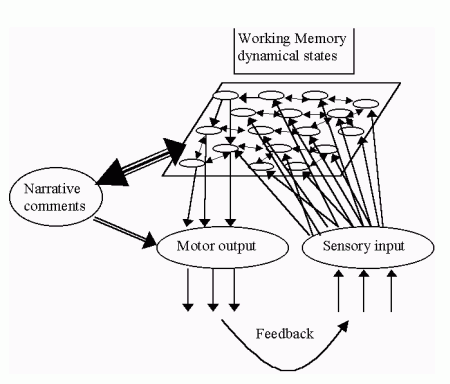 Working Memory
dynamical states
Narrative
comments
Motor output
Sensory input
Feedback